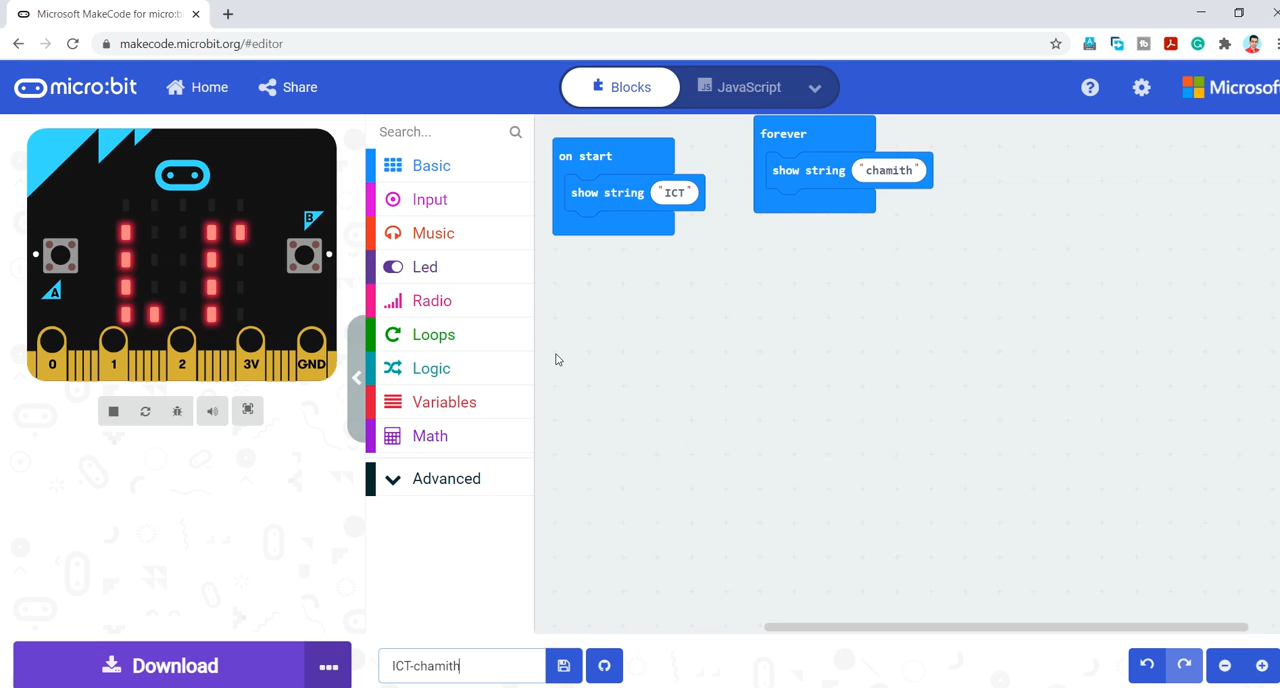 Microsoft MakeCode for micro:bi
makecode.microbit.org/#editor
micro:bit
Home
Share
Blocks
JS JavaScript
?
Microsof
B
A
0 1 2 3V GND
Search...
Basic
Input
Music
Led
Radio
Loops
Logic
Variables
Math
Advanced
on start
show string "ICT"
forever
show string "chamith"
Download
ICT-chamith